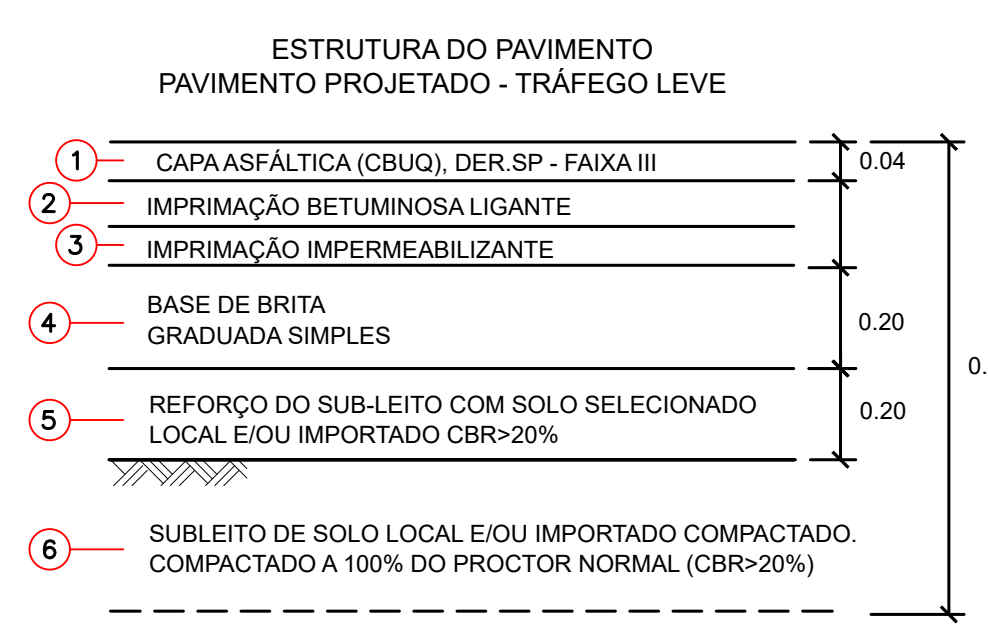 ESTRUTURA DO PAVIMENTO
PAVIMENTO PROJETADO - TRÁFEGO LEVE
1 CAPA ASFÁLTICA (CBUQ), DER.SP - FAIXA III 0.04
2 IMPRIMAÇÃO BETUMINOSA LIGANTE
3 IMPRIMAÇÃO IMPERMEABILIZANTE
4 BASE DE BRITA
GRADUADA SIMPLES 0.20
0.
5 REFORÇO DO SUB-LEITO COM SOLO SELECIONADO 0.20
LOCAL E/OU IMPORTADO CBR>20%
6 SUBLEITO DE SOLO LOCAL E/OU IMPORTADO COMPACTADO.
COMPACTADO A 100% DO PROCTOR NORMAL (CBR>20%)